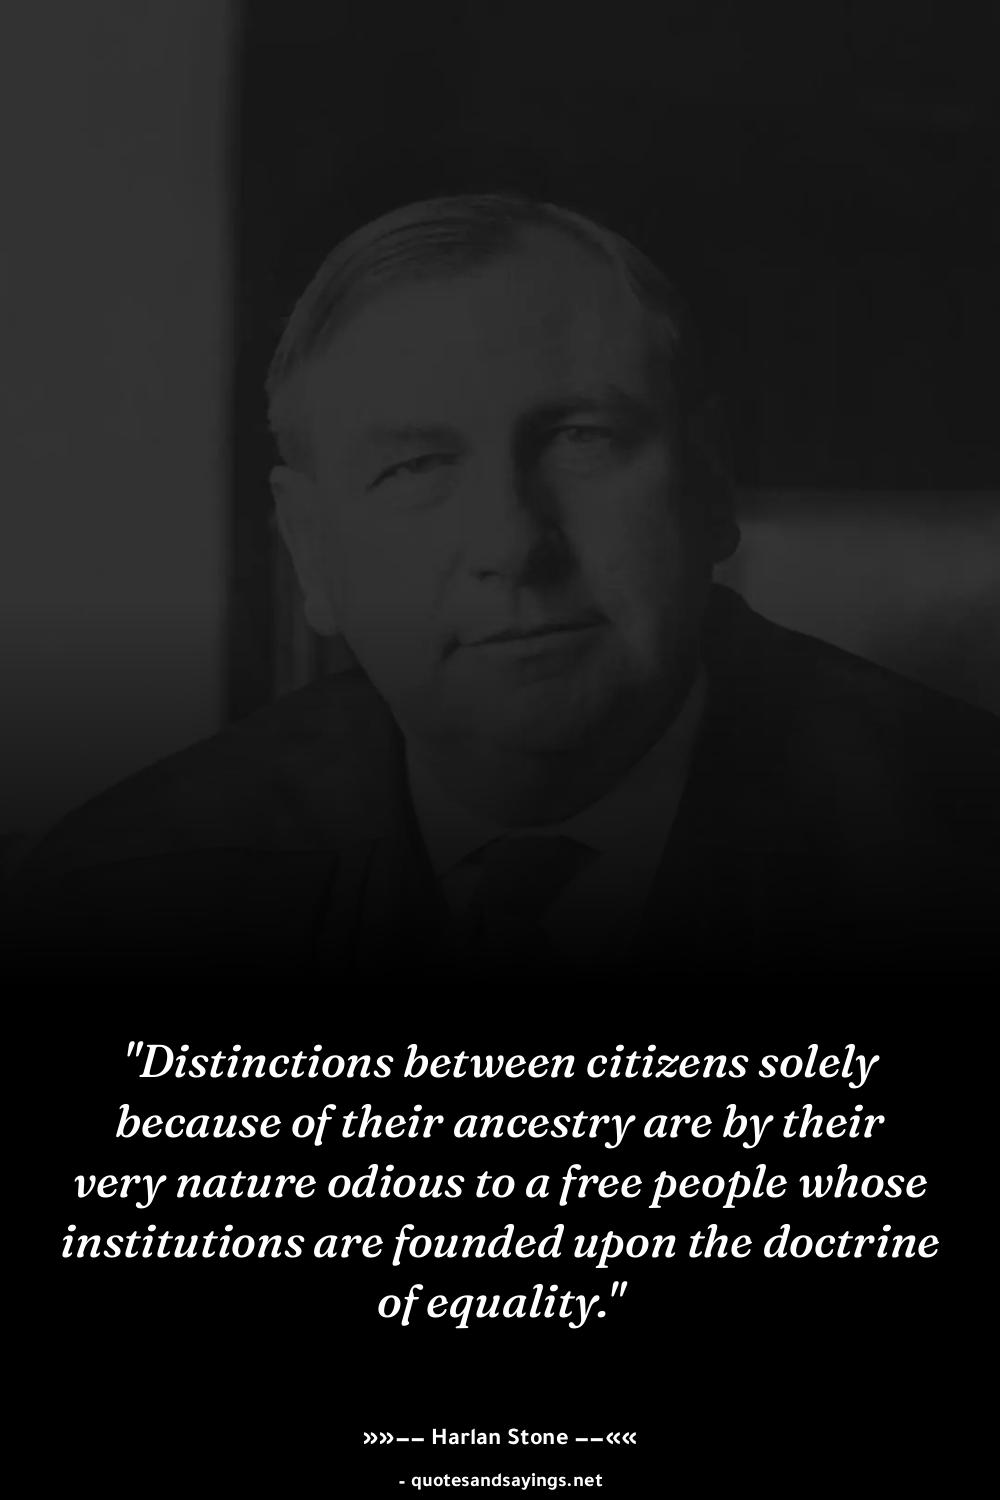 "Distinctions between citizens solely
because of their ancestry are by their
very nature odious to a free people whose
institutions are founded upon the doctrine
of equality."
»»−− Harlan Stone −−««
- quotesandsayings.net